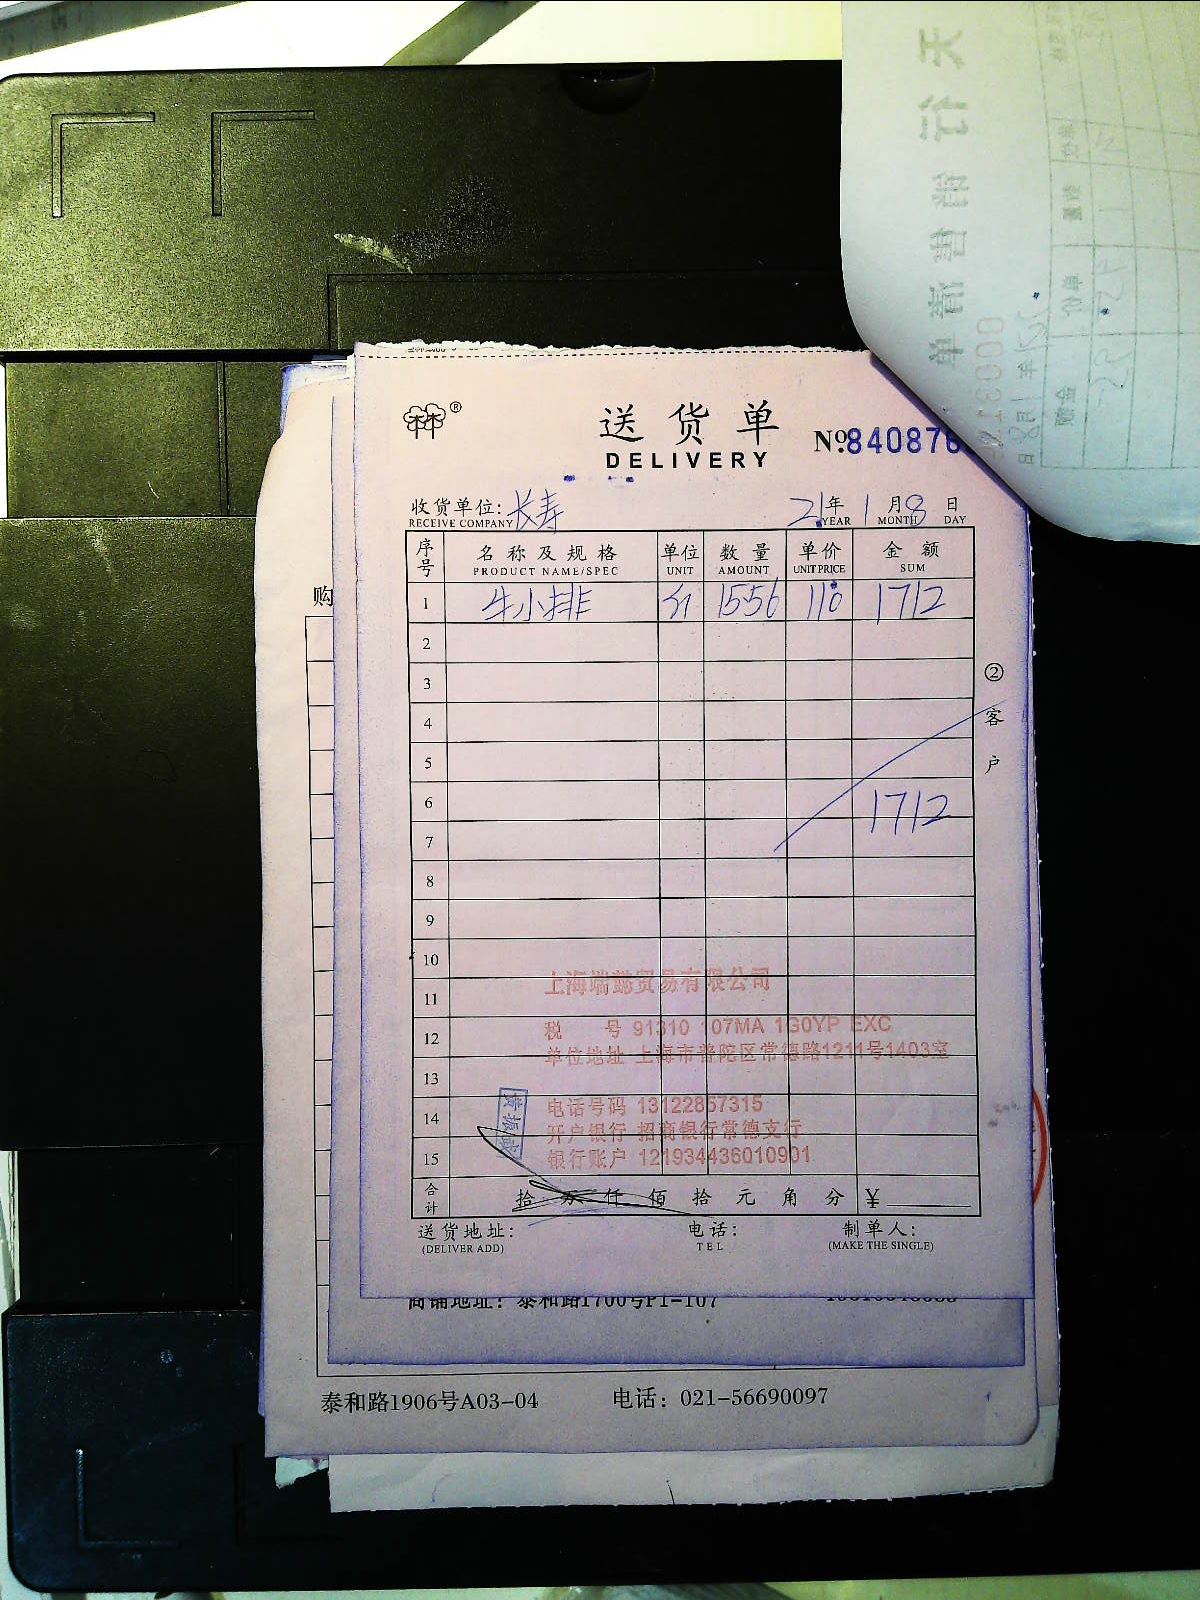 送货单
DELIVERY
№840876
收货单位: 长寿 21年 1月8日
RECEIVE COMPANY YEAR MONTH DAY
序号 名称及规格 单位 数量 单价 金额
PRODUCT NAME/SPEC UNIT AMOUNT UNIT PRICE SUM
1 牛小排 斤 1556 110 1712
2
3
4
5
6
1712
7
8
9
10
11
12
13
14
15
②客户
上海端懿贸易有限公司
税 号 91310 107MA 1G0YP EXC
单位地址 上海市普陀区常德路1211号1403室
电话号码 13122857315
开户银行 招商银行常德支行
银行账户 121934436010901
合计 拾 万 仟 佰 拾 元 角 分 ¥
送货地址: 电话: 制单人:
(DELIVER ADD) TEL (MAKE THE SINGLE)
购
商铺地址: 泰和路1700号P1-107
泰和路1906号A03-04 电话: 021-56690097